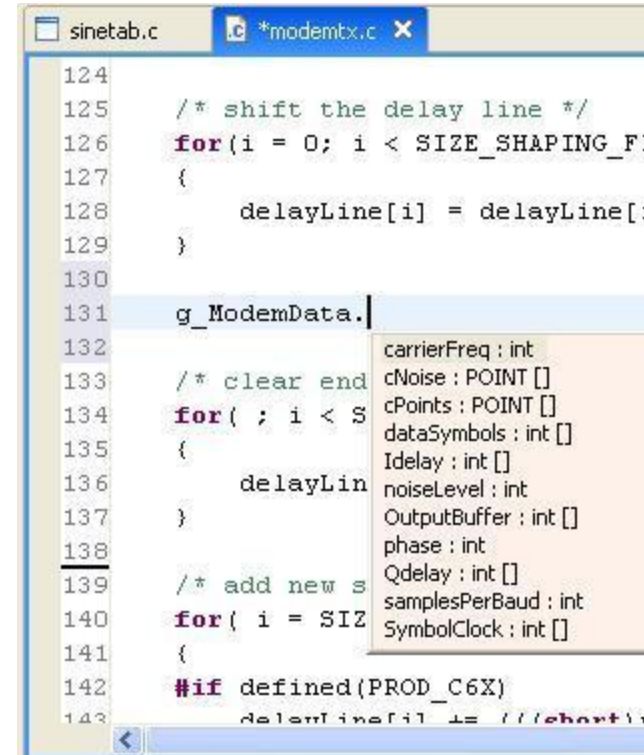 sinetab.c
*modemtx.c
124
125 /* shift the delay line */
126 for(i = 0; i < SIZE_SHAPING_F
127 {
128 delayLine[i] = delayLine[
129 }
130
131 g_ModemData.
132
133 /* clear end
134 for( ; i < S
135 {
136 delayLin
137 }
138
139 /* add new s
140 for( i = SIZ
141 {
142 #if defined(PROD_C6X)
143 delayLine[i] += (((short)
carrierFreq : int
cNoise : POINT []
cPoints : POINT []
dataSymbols : int []
Idelay : int []
noiseLevel : int
OutputBuffer : int []
phase : int
Qdelay : int []
samplesPerBaud : int
SymbolClock : int []